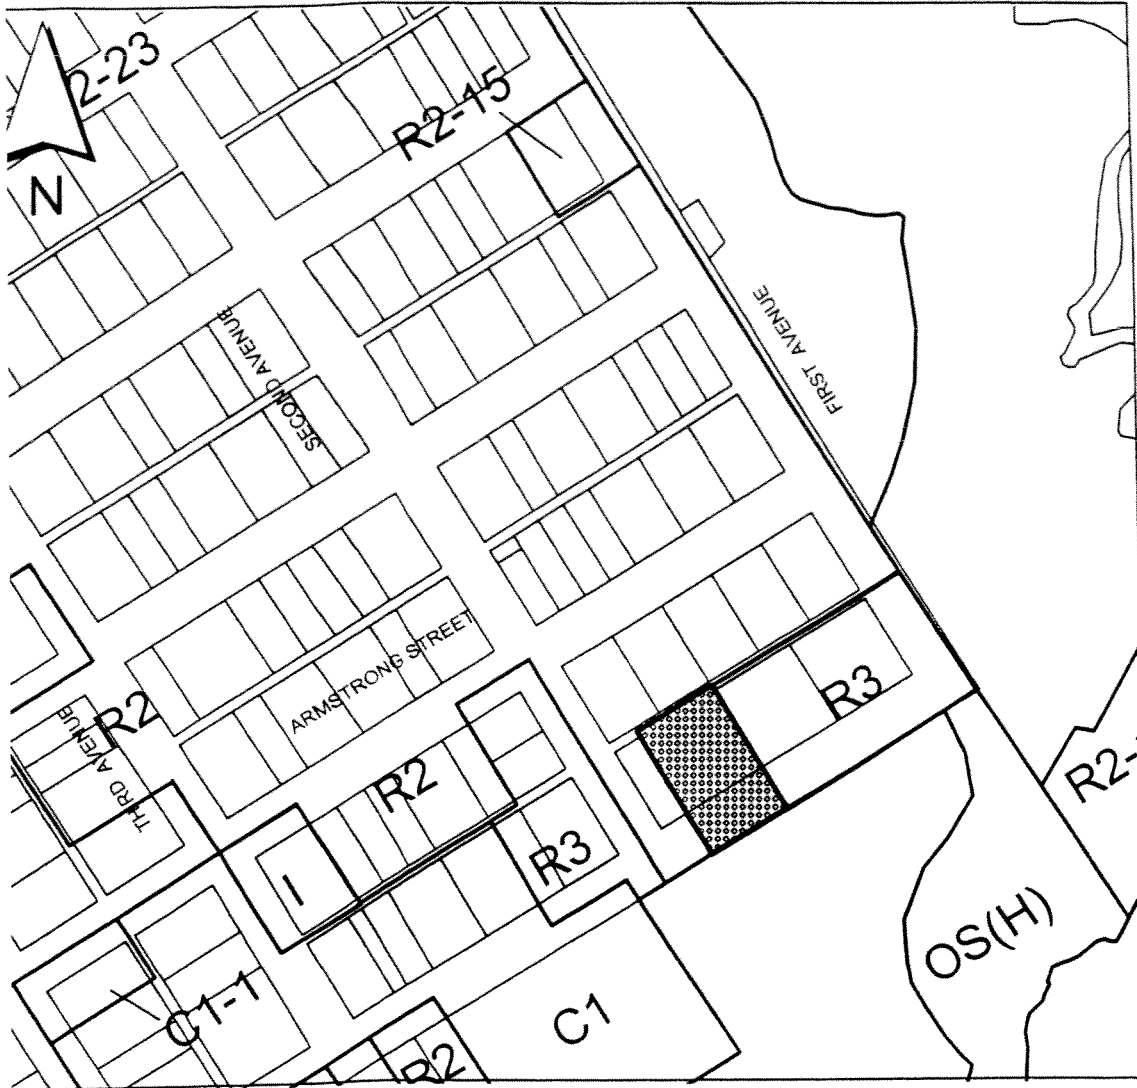 2-23
N
R2-15
SECOND AVENUE
FIRST AVENUE
ARMSTRONG STREET
THIRD AVENUE
R2
R2
R3
R3
I
R2-
OS(H)
C1-1
C1
R2